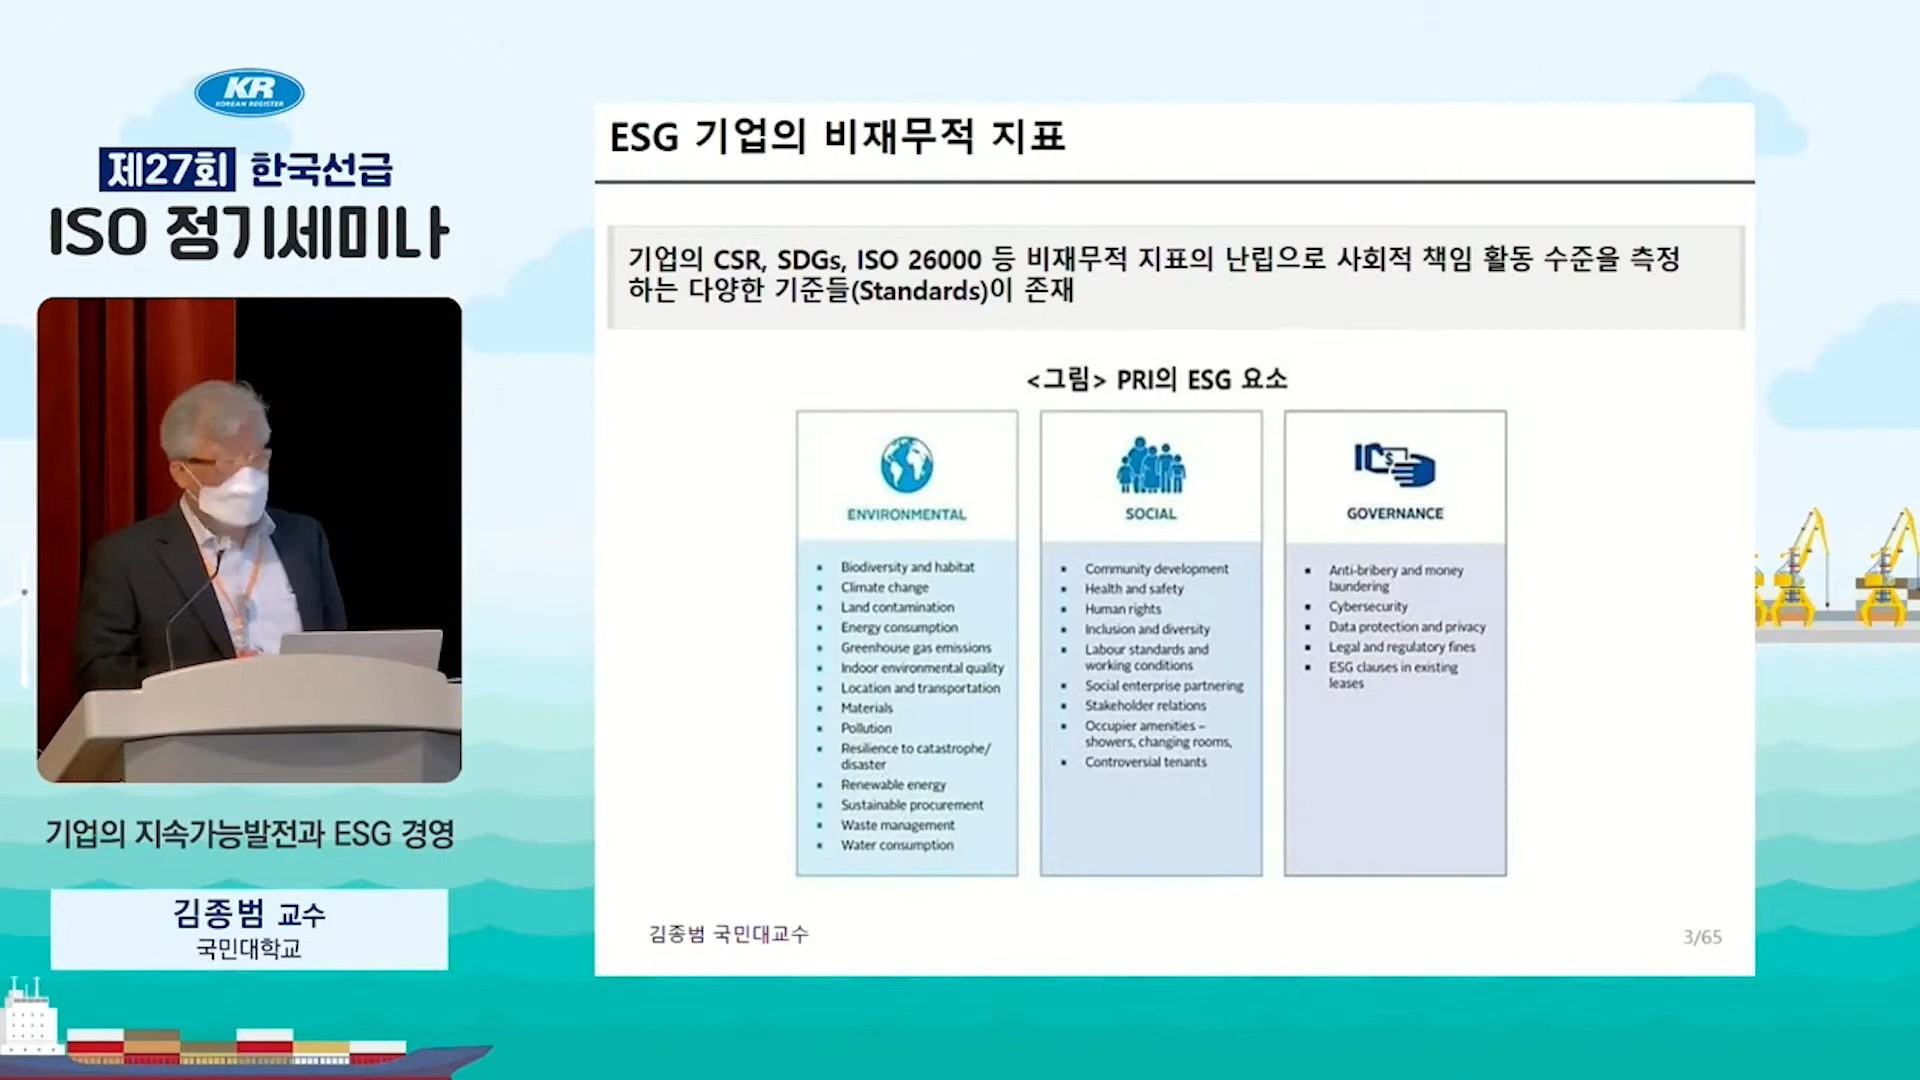 KR
KOREAN REGISTER
제27회 한국선급
ISO 정기세미나
기업의 지속가능발전과 ESG 경영
김종범 교수
국민대학교
ESG 기업의 비재무적 지표
기업의 CSR, SDGs, ISO 26000 등 비재무적 지표의 난립으로 사회적 책임 활동 수준을 측정
하는 다양한 기준들(Standards)이 존재
<그림> PRI의 ESG 요소
ENVIRONMENTAL
▪ Biodiversity and habitat
▪ Climate change
▪ Land contamination
▪ Energy consumption
▪ Greenhouse gas emissions
▪ Indoor environmental quality
▪ Location and transportation
▪ Materials
▪ Pollution
▪ Resilience to catastrophe/
disaster
▪ Renewable energy
▪ Sustainable procurement
▪ Waste management
▪ Water consumption
SOCIAL
▪ Community development
▪ Health and safety
▪ Human rights
▪ Inclusion and diversity
▪ Labour standards and
working conditions
▪ Social enterprise partnering
▪ Stakeholder relations
▪ Occupier amenities –
showers, changing rooms,
▪ Controversial tenants
$
GOVERNANCE
▪ Anti-bribery and money
laundering
▪ Cybersecurity
▪ Data protection and privacy
▪ Legal and regulatory fines
▪ ESG clauses in existing
leases
김종범 국민대교수
3/65